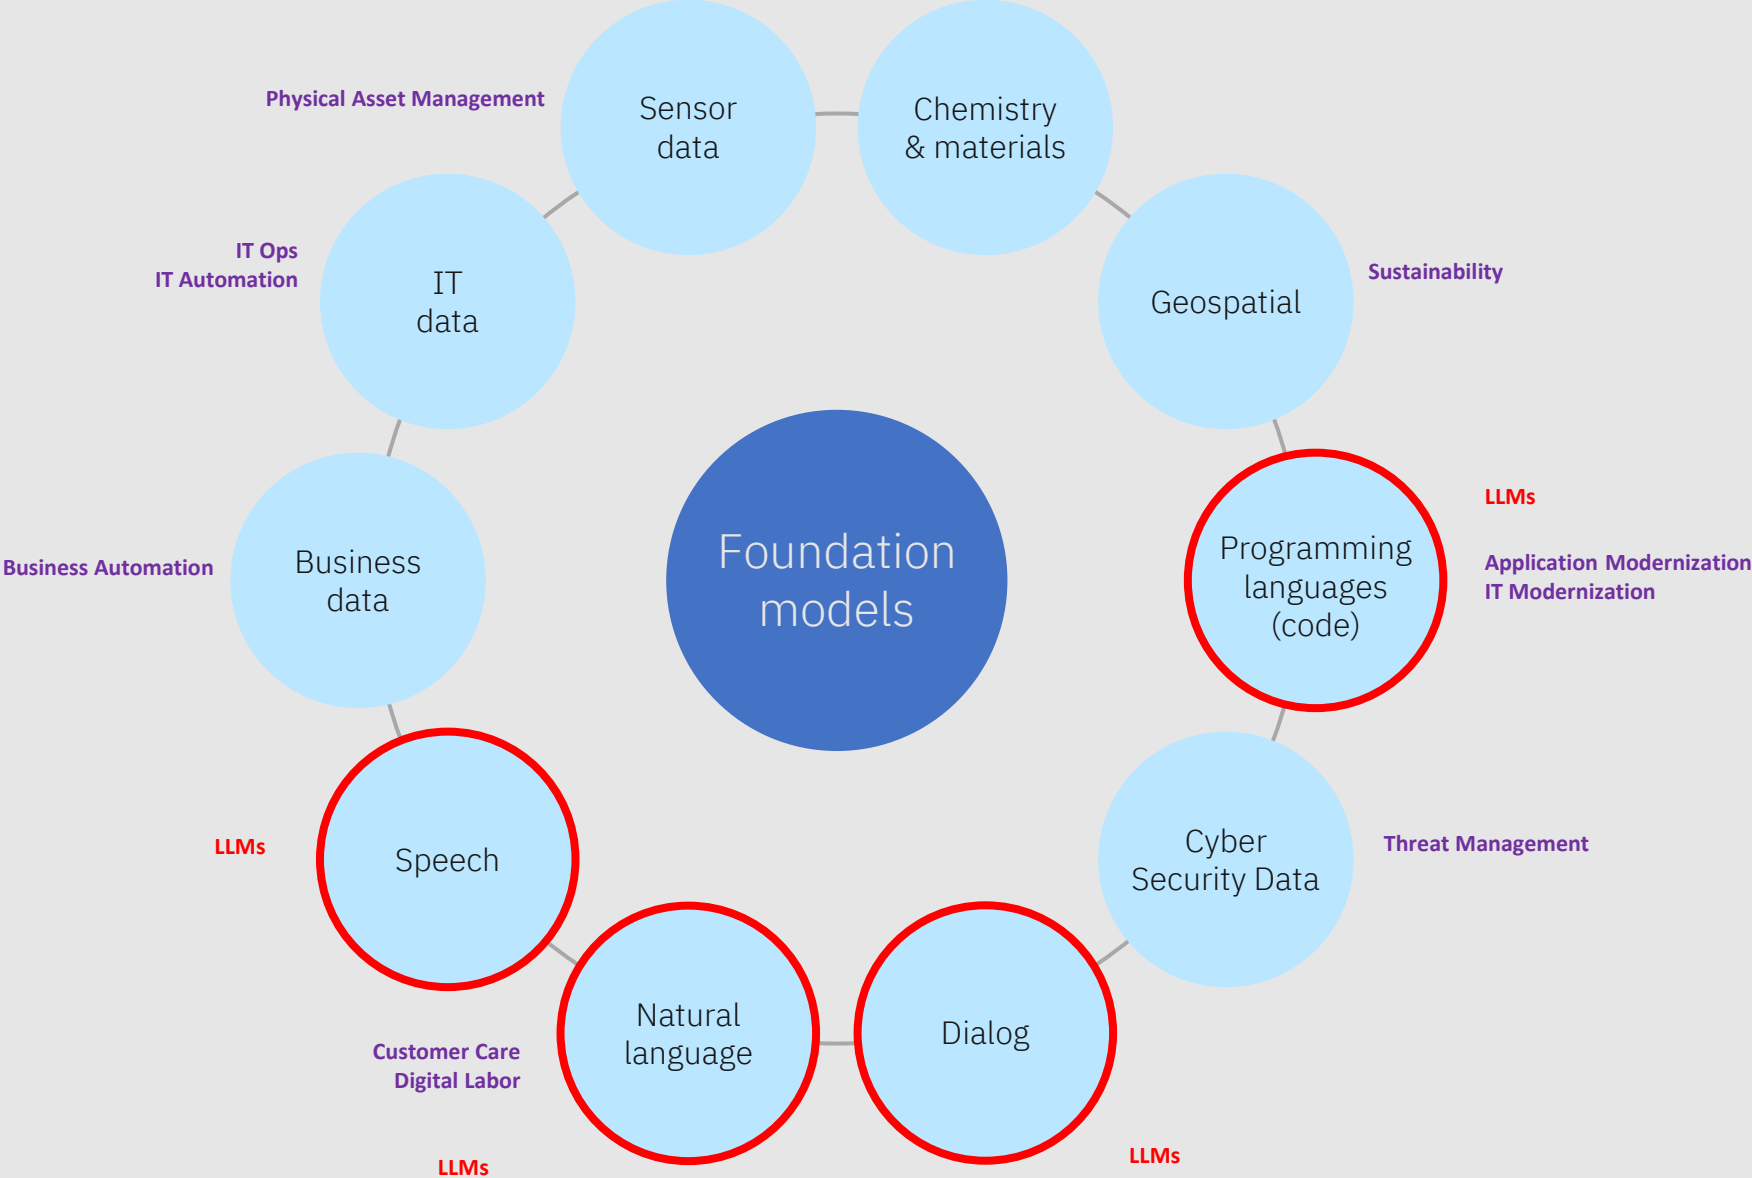 Physical Asset Management
Sensor
data
Chemistry
& materials
IT Ops
IT Automation
IT
data
Geospatial
Sustainability
Business Automation
Business
data
Foundation
models
Programming
languages
(code)
LLMs
Application Modernization
IT Modernization
LLMs
Speech
Cyber
Security Data
Threat Management
Customer Care
Digital Labor
LLMs
Natural
language
Dialog
LLMs